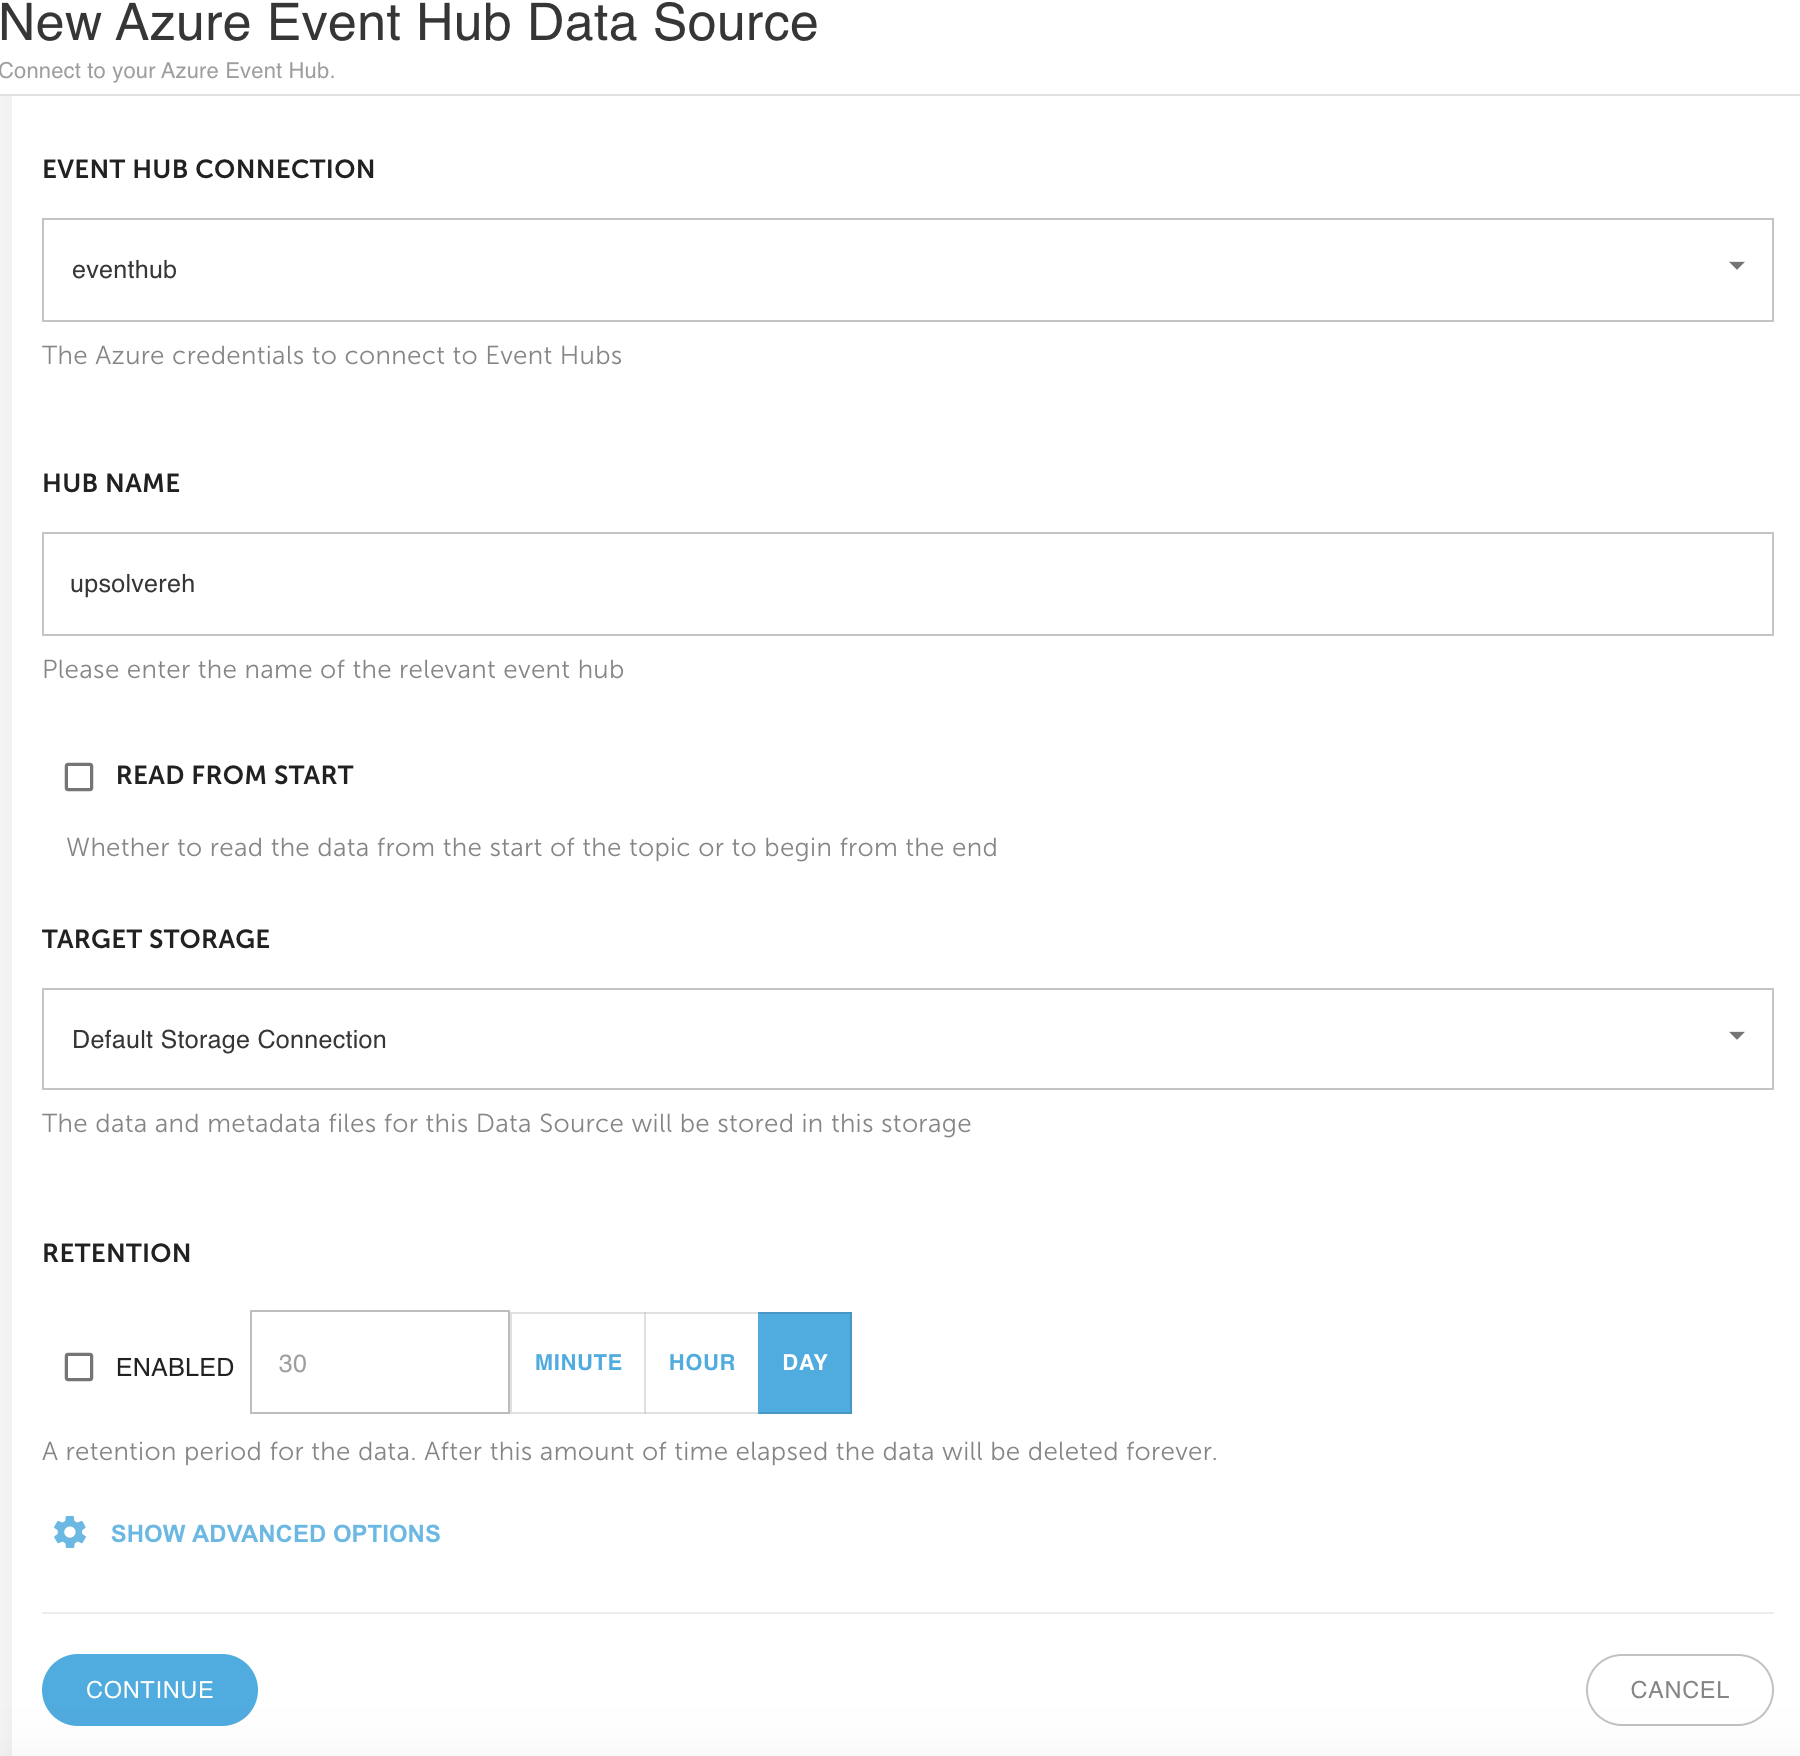 New Azure Event Hub Data Source
Connect to your Azure Event Hub.
EVENT HUB CONNECTION
eventhub
The Azure credentials to connect to Event Hubs
HUB NAME
upsolvereh
Please enter the name of the relevant event hub
READ FROM START
Whether to read the data from the start of the topic or to begin from the end
TARGET STORAGE
Default Storage Connection
The data and metadata files for this Data Source will be stored in this storage
RETENTION
ENABLED 30 MINUTE HOUR DAY
A retention period for the data. After this amount of time elapsed the data will be deleted forever.
SHOW ADVANCED OPTIONS
CONTINUE CANCEL